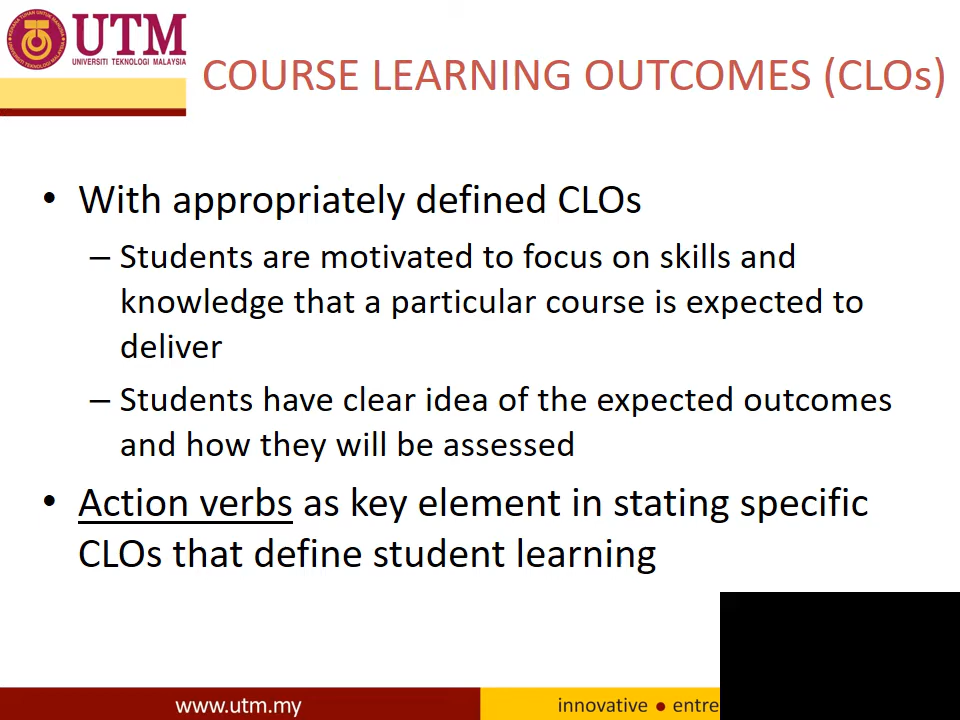 UTM
UNIVERSITI TEKNOLOGI MALAYSIA
COURSE LEARNING OUTCOMES (CLOs)
• With appropriately defined CLOs
– Students are motivated to focus on skills and
knowledge that a particular course is expected to
deliver
– Students have clear idea of the expected outcomes
and how they will be assessed
• Action verbs as key element in stating specific
CLOs that define student learning
www.utm.my
innovative ● entre